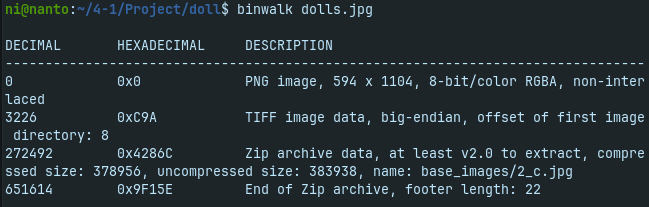 ni@nanto:~/4-1/Project/doll$ binwalk dolls.jpg
DECIMAL       HEXADECIMAL     DESCRIPTION
--------------------------------------------------------------------------------
0             0x0             PNG image, 594 x 1104, 8-bit/color RGBA, non-inter
laced
3226          0xC9A           TIFF image data, big-endian, offset of first image
 directory: 8
272492        0x4286C         Zip archive data, at least v2.0 to extract, compre
ssed size: 378956, uncompressed size: 383938, name: base_images/2_c.jpg
651614        0x9F15E         End of Zip archive, footer length: 22